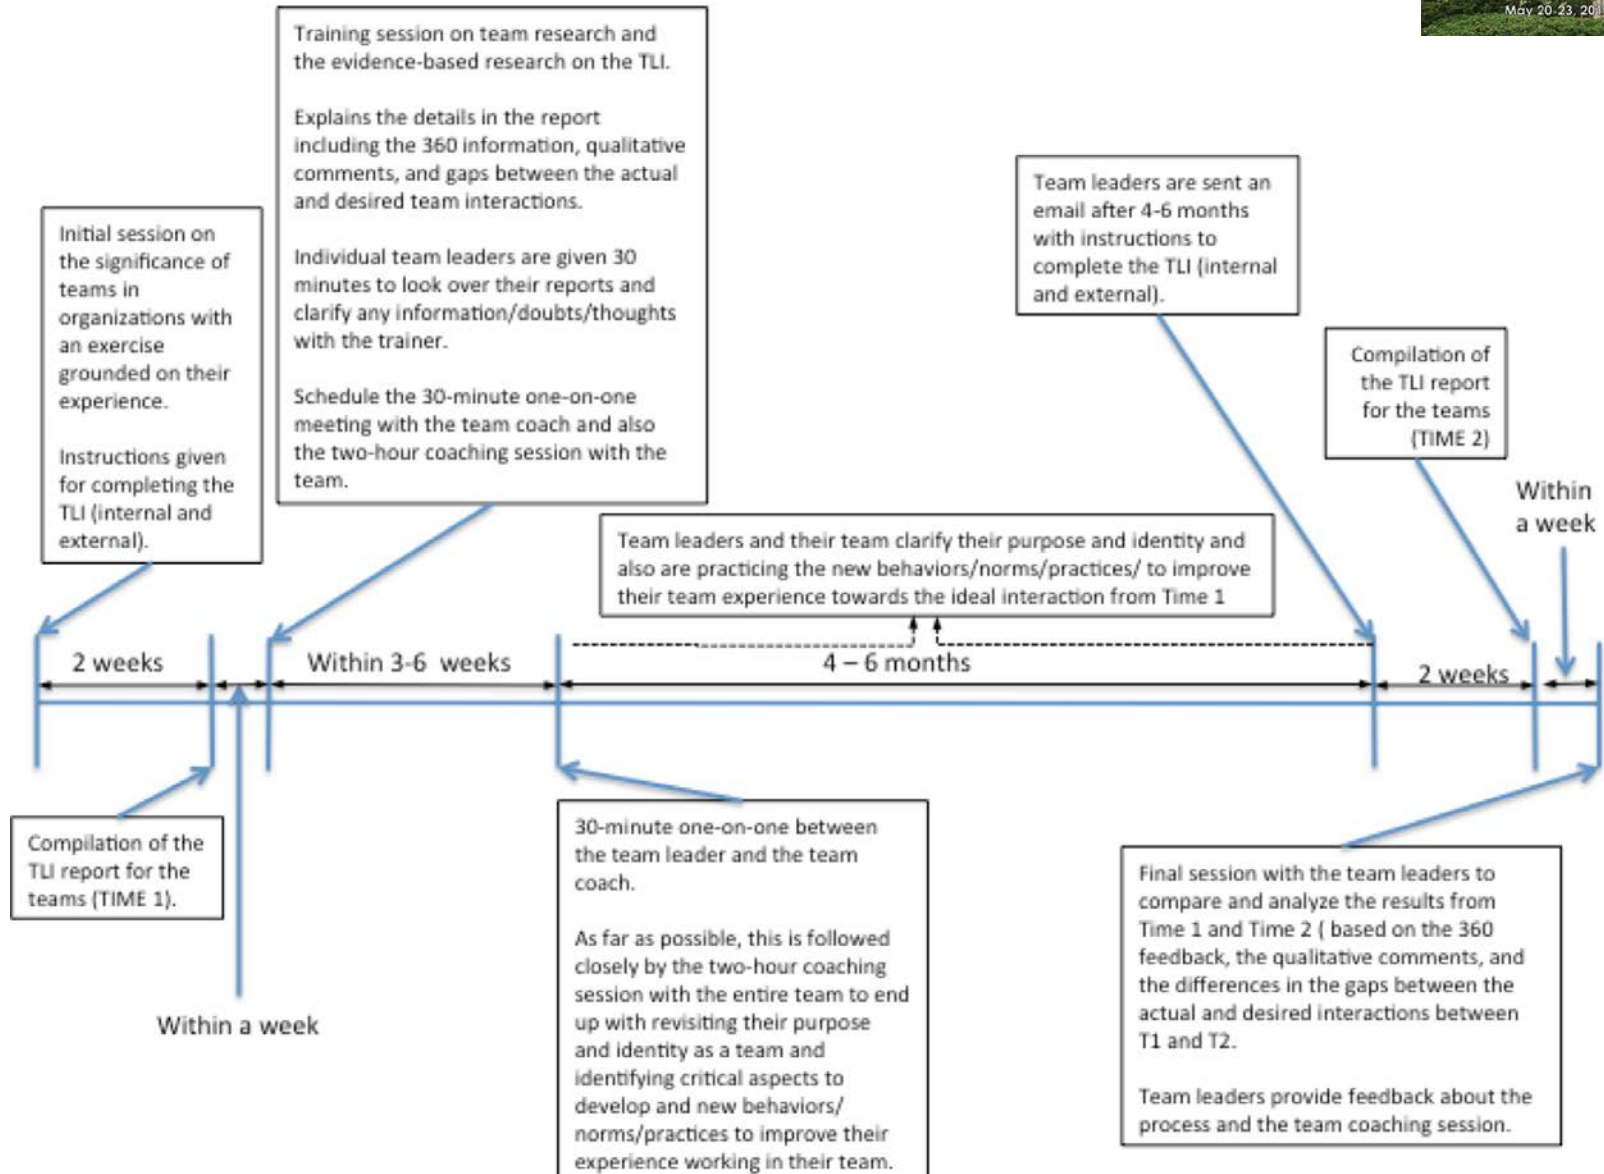 May 20-23, 201
Training session on team research and
the evidence-based research on the TLI.
Explains the details in the report
including the 360 information, qualitative
comments, and gaps between the actual
and desired team interactions.
Individual team leaders are given 30
minutes to look over their reports and
clarify any information/doubts/thoughts
with the trainer.
Schedule the 30-minute one-on-one
meeting with the team coach and also
the two-hour coaching session with the
team.
Initial session on
the significance of
teams in
organizations with
an exercise
grounded on their
experience.
Instructions given
for completing the
TLI (internal and
external).
Team leaders are sent an
email after 4-6 months
with instructions to
complete the TLI (internal
and external).
Compilation of
the TLI report
for the teams
(TIME 2)
Within
a week
Team leaders and their team clarify their purpose and identity and
also are practicing the new behaviors/norms/practices/ to improve
their team experience towards the ideal interaction from Time 1
2 weeks
Within 3-6 weeks
4 – 6 months
2 weeks
Compilation of the
TLI report for the
teams (TIME 1).
Within a week
30-minute one-on-one between
the team leader and the team
coach.
As far as possible, this is followed
closely by the two-hour coaching
session with the entire team to end
up with revisiting their purpose
and identity as a team and
identifying critical aspects to
develop and new behaviors/
norms/practices to improve their
experience working in their team.
Final session with the team leaders to
compare and analyze the results from
Time 1 and Time 2 ( based on the 360
feedback, the qualitative comments, and
the differences in the gaps between the
actual and desired interactions between
T1 and T2.
Team leaders provide feedback about the
process and the team coaching session.